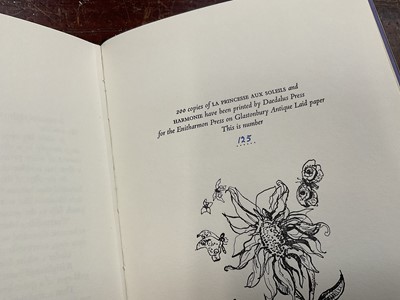 200 copies of LA PRINCESSE AUX SOLEILS and
HARMONIE have been printed by Daedalus Press
for the Enitharmon Press on Glastonbury Antique Laid paper
This is number
125